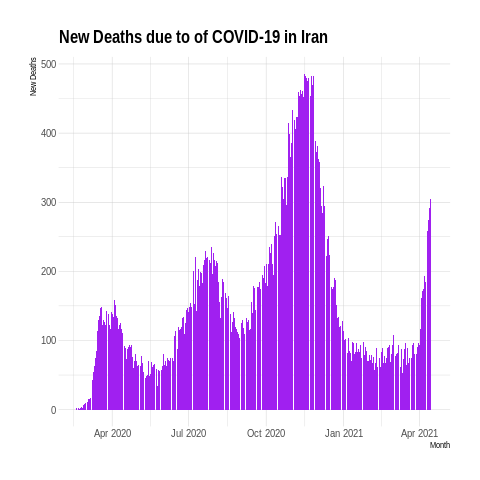 New Deaths due to of COVID-19 in Iran
New Deaths
500
400
300
200
100
0
Apr 2020 Jul 2020 Oct 2020 Jan 2021 Apr 2021
Month